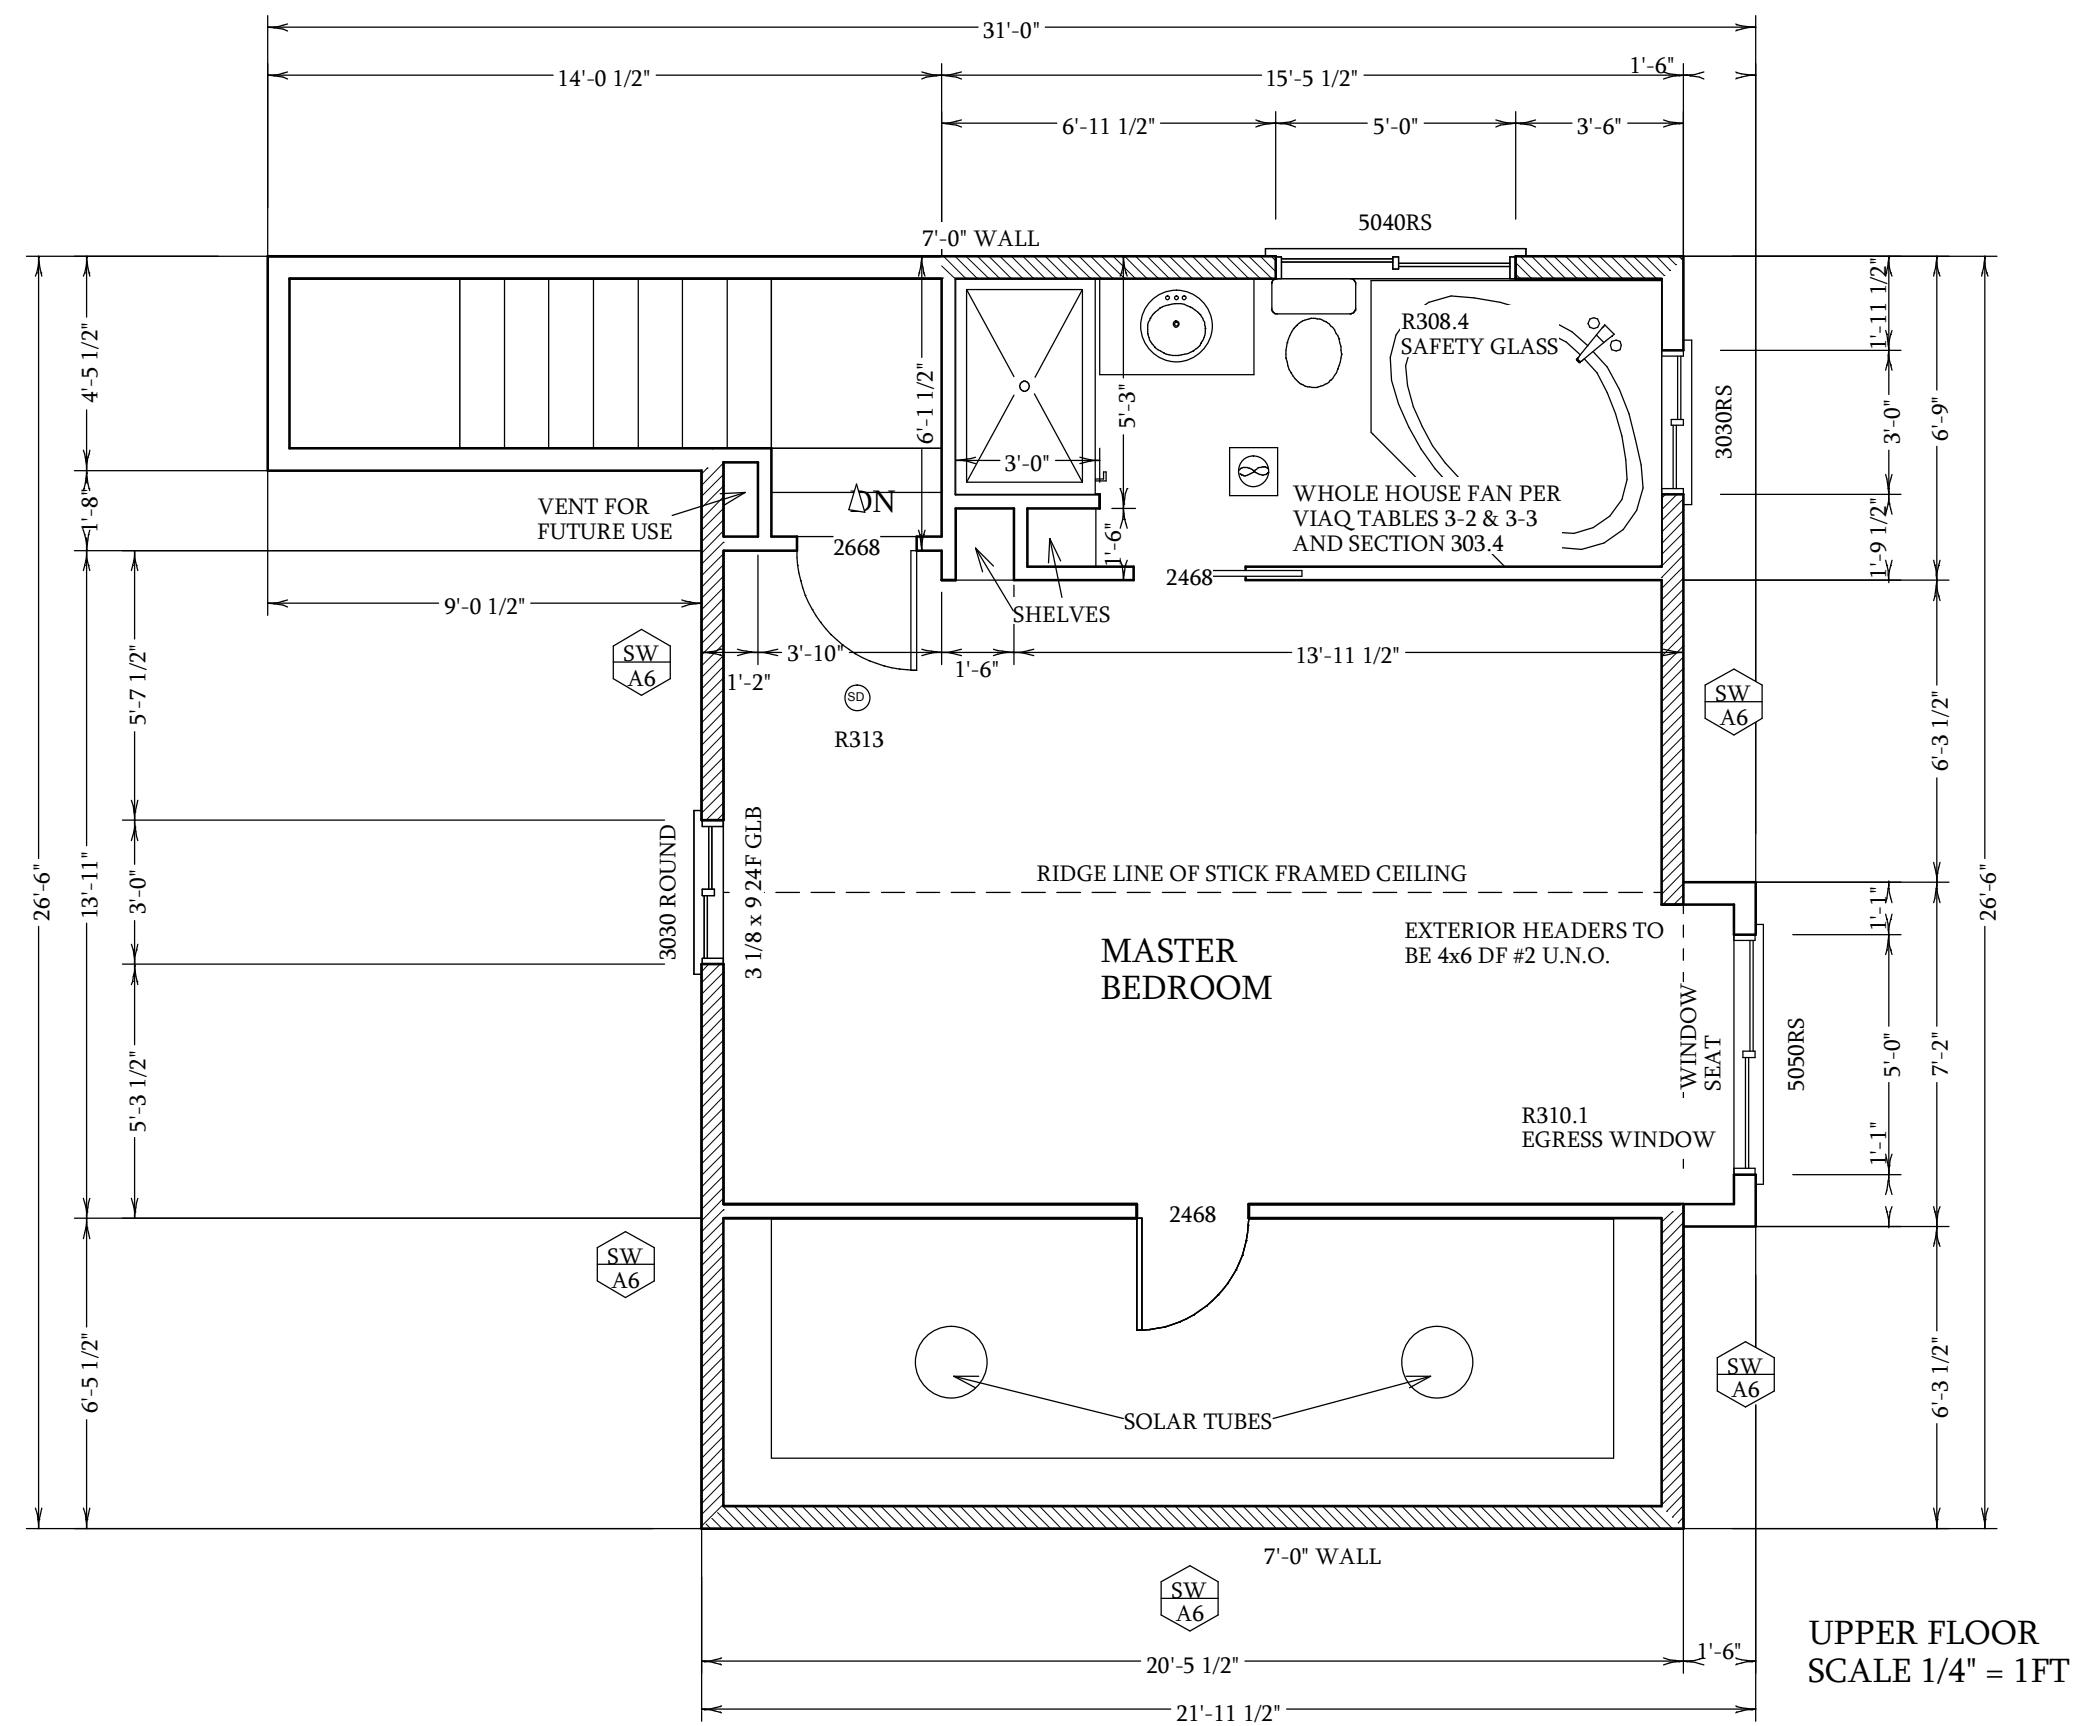 31'-0"
14'-0 1/2"
15'-5 1/2"
1'-6"
6'-11 1/2"
5'-0"
3'-6"
5040RS
7'-0" WALL
R308.4
SAFETY GLASS
1'-11 1/2"
4'-5 1/2"
6'-1 1/2"
5'-3"
3030RS
3'-0"
6'-9"
3'-0"
1'-8"
VENT FOR
FUTURE USE
DN
WHOLE HOUSE FAN PER
VIAQ TABLES 3-2 & 3-3
AND SECTION 303.4
1'-6"
1'-9 1/2"
2668
2468
9'-0 1/2"
SHELVES
SW
A6
3'-10"
1'-2"
1'-6"
13'-11 1/2"
5'-7 1/2"
SD
R313
SW
A6
6'-3 1/2"
26'-6"
13'-11"
3'-0"
3030 ROUND
3 1/8 x 9 24F GLB
RIDGE LINE OF STICK FRAMED CEILING
MASTER
BEDROOM
EXTERIOR HEADERS TO
BE 4x6 DF #2 U.N.O.
1'-1"
26'-6"
WINDOW
SEAT
5050RS
5'-0"
7'-2"
5'-3 1/2"
R310.1
EGRESS WINDOW
1'-1"
2468
SW
A6
6'-5 1/2"
SOLAR TUBES
SW
A6
6'-3 1/2"
7'-0" WALL
SW
A6
20'-5 1/2"
1'-6"
21'-11 1/2"
UPPER FLOOR
SCALE 1/4" = 1FT